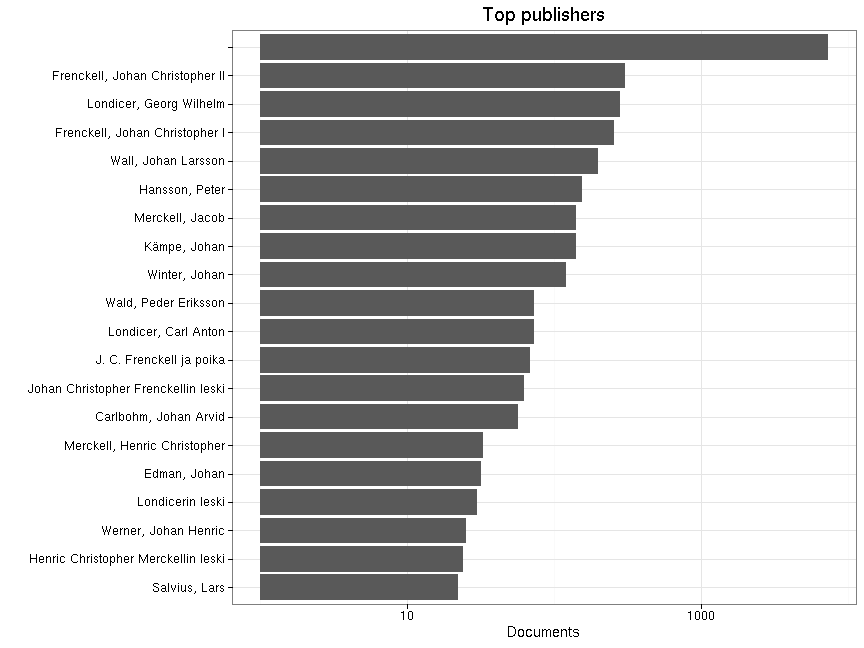 Top publishers
Frenckell, Johan Christopher II
Londicer, Georg Wilhelm
Frenckell, Johan Christopher I
Wall, Johan Larsson
Hansson, Peter
Merckell, Jacob
Kämpe, Johan
Winter, Johan
Wald, Peder Eriksson
Londicer, Carl Anton
J. C. Frenckell ja poika
Johan Christopher Frenckellin leski
Carlbohm, Johan Arvid
Merckell, Henric Christopher
Edman, Johan
Londicerin leski
Werner, Johan Henric
Henric Christopher Merckellin leski
Salvius, Lars
10 1000
Documents